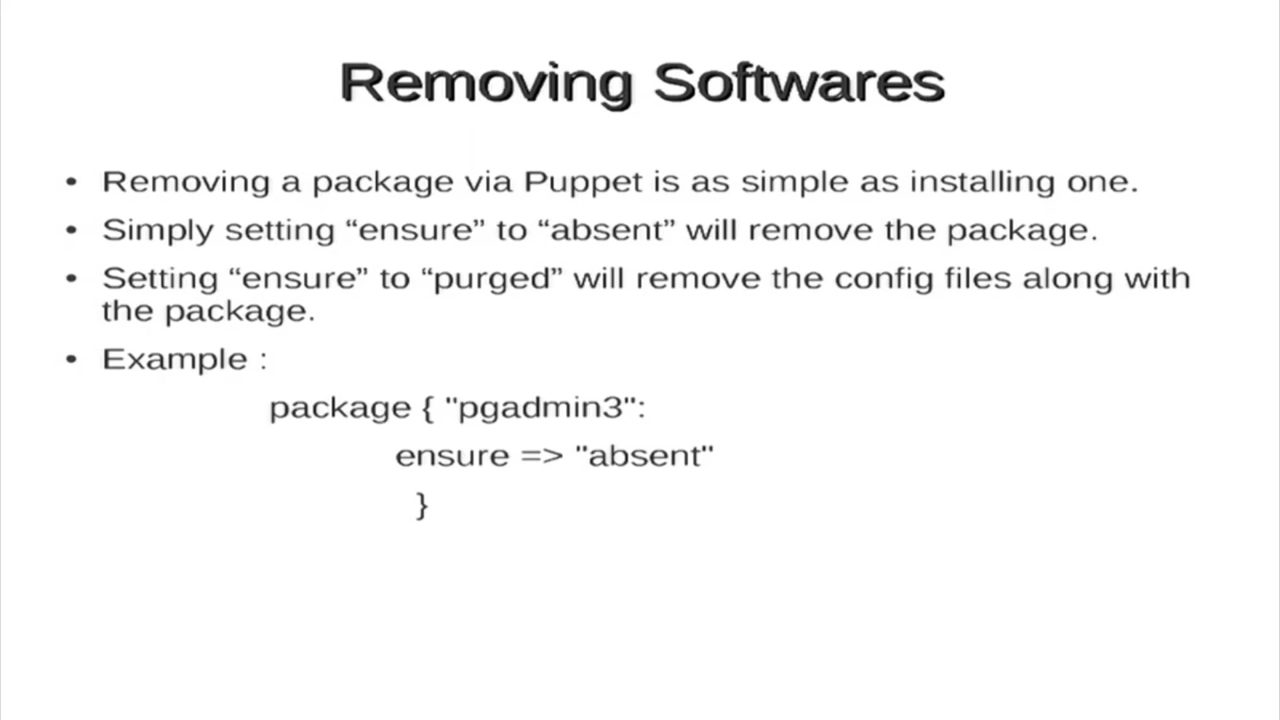 Removing Softwares
• Removing a package via Puppet is as simple as installing one.
• Simply setting “ensure” to “absent” will remove the package.
• Setting “ensure” to “purged” will remove the config files along with
the package.
• Example :
package { "pgadmin3":
ensure => "absent"
}